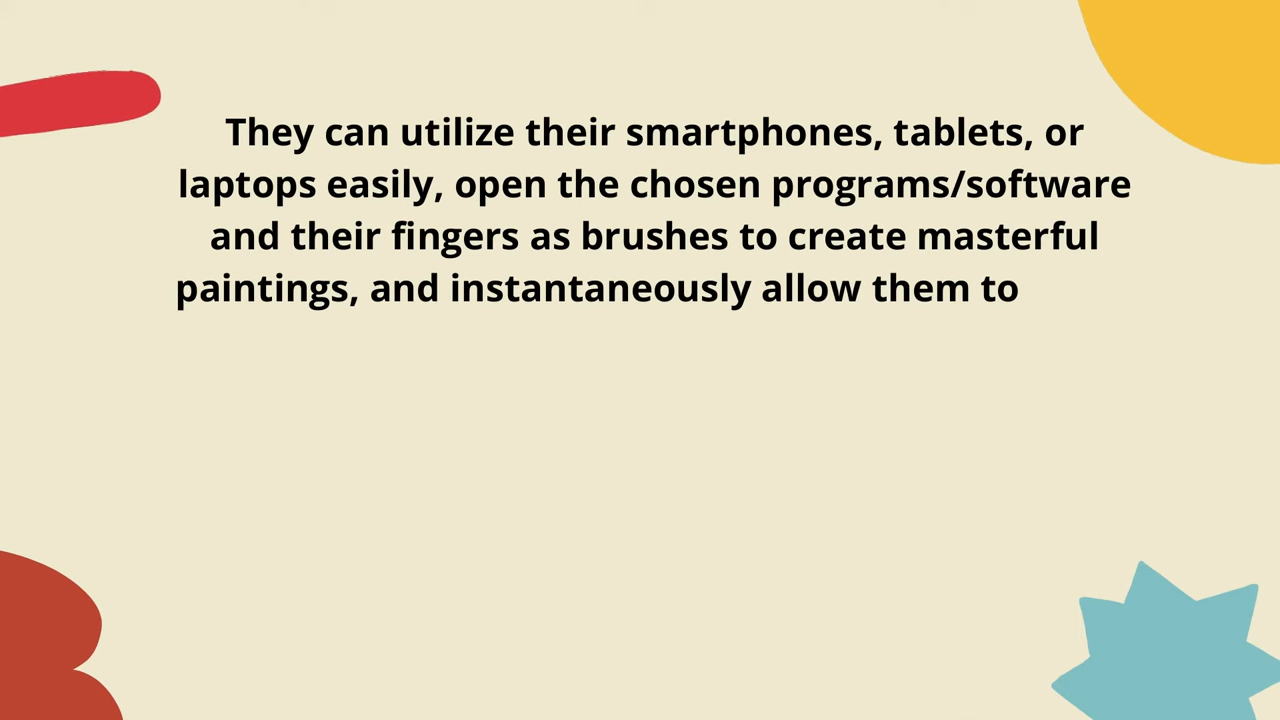 They can utilize their smartphones, tablets, or
laptops easily, open the chosen programs/software
and their fingers as brushes to create masterful
paintings, and instantaneously allow them to